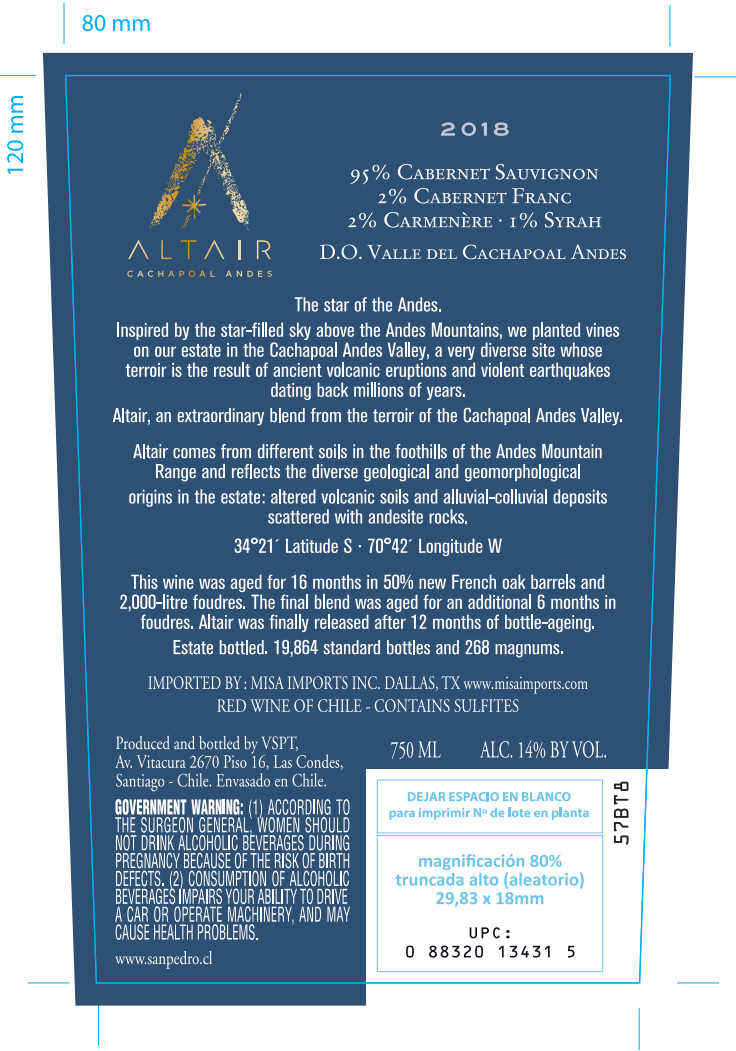 80 mm
120 mm
ALTAIR
CACHAPOAL ANDES
2018
95% CABERNET SAUVIGNON
2% CABERNET FRANC
2% CARMENÈRE · 1% SYRAH
D.O. VALLE DEL CACHAPOAL ANDES
The star of the Andes.
Inspired by the star-filled sky above the Andes Mountains, we planted vines
on our estate in the Cachapoal Andes Valley, a very diverse site whose
terroir is the result of ancient volcanic eruptions and violent earthquakes
dating back millions of years.
Altair, an extraordinary blend from the terroir of the Cachapoal Andes Valley.
Altair comes from different soils in the foothills of the Andes Mountain
Range and reflects the diverse geological and geomorphological
origins in the estate: altered volcanic soils and alluvial-colluvial deposits
scattered with andesite rocks.
34°21´ Latitude S · 70°42´ Longitude W
This wine was aged for 16 months in 50% new French oak barrels and
2,000-litre foudres. The final blend was aged for an additional 6 months in
foudres. Altair was finally released after 12 months of bottle-ageing.
Estate bottled. 19,864 standard bottles and 268 magnums.
IMPORTED BY : MISA IMPORTS INC. DALLAS, TX www.misaimports.com
RED WINE OF CHILE - CONTAINS SULFITES
Produced and bottled by VSPT,
Av. Vitacura 2670 Piso 16, Las Condes,
Santiago - Chile. Envasado en Chile.
750 ML ALC. 14% BY VOL.
GOVERNMENT WARNING: (1) ACCORDING TO
THE SURGEON GENERAL, WOMEN SHOULD
NOT DRINK ALCOHOLIC BEVERAGES DURING
PREGNANCY BECAUSE OF THE RISK OF BIRTH
DEFECTS. (2) CONSUMPTION OF ALCOHOLIC
BEVERAGES IMPAIRS YOUR ABILITY TO DRIVE
A CAR OR OPERATE MACHINERY, AND MAY
CAUSE HEALTH PROBLEMS.
www.sanpedro.cl
DEJAR ESPACIO EN BLANCO
para imprimir Nº de lote en planta
57BT8
magnificación 80%
truncada alto (aleatorio)
29,83 x 18mm
UPC:
0 88320 13431 5